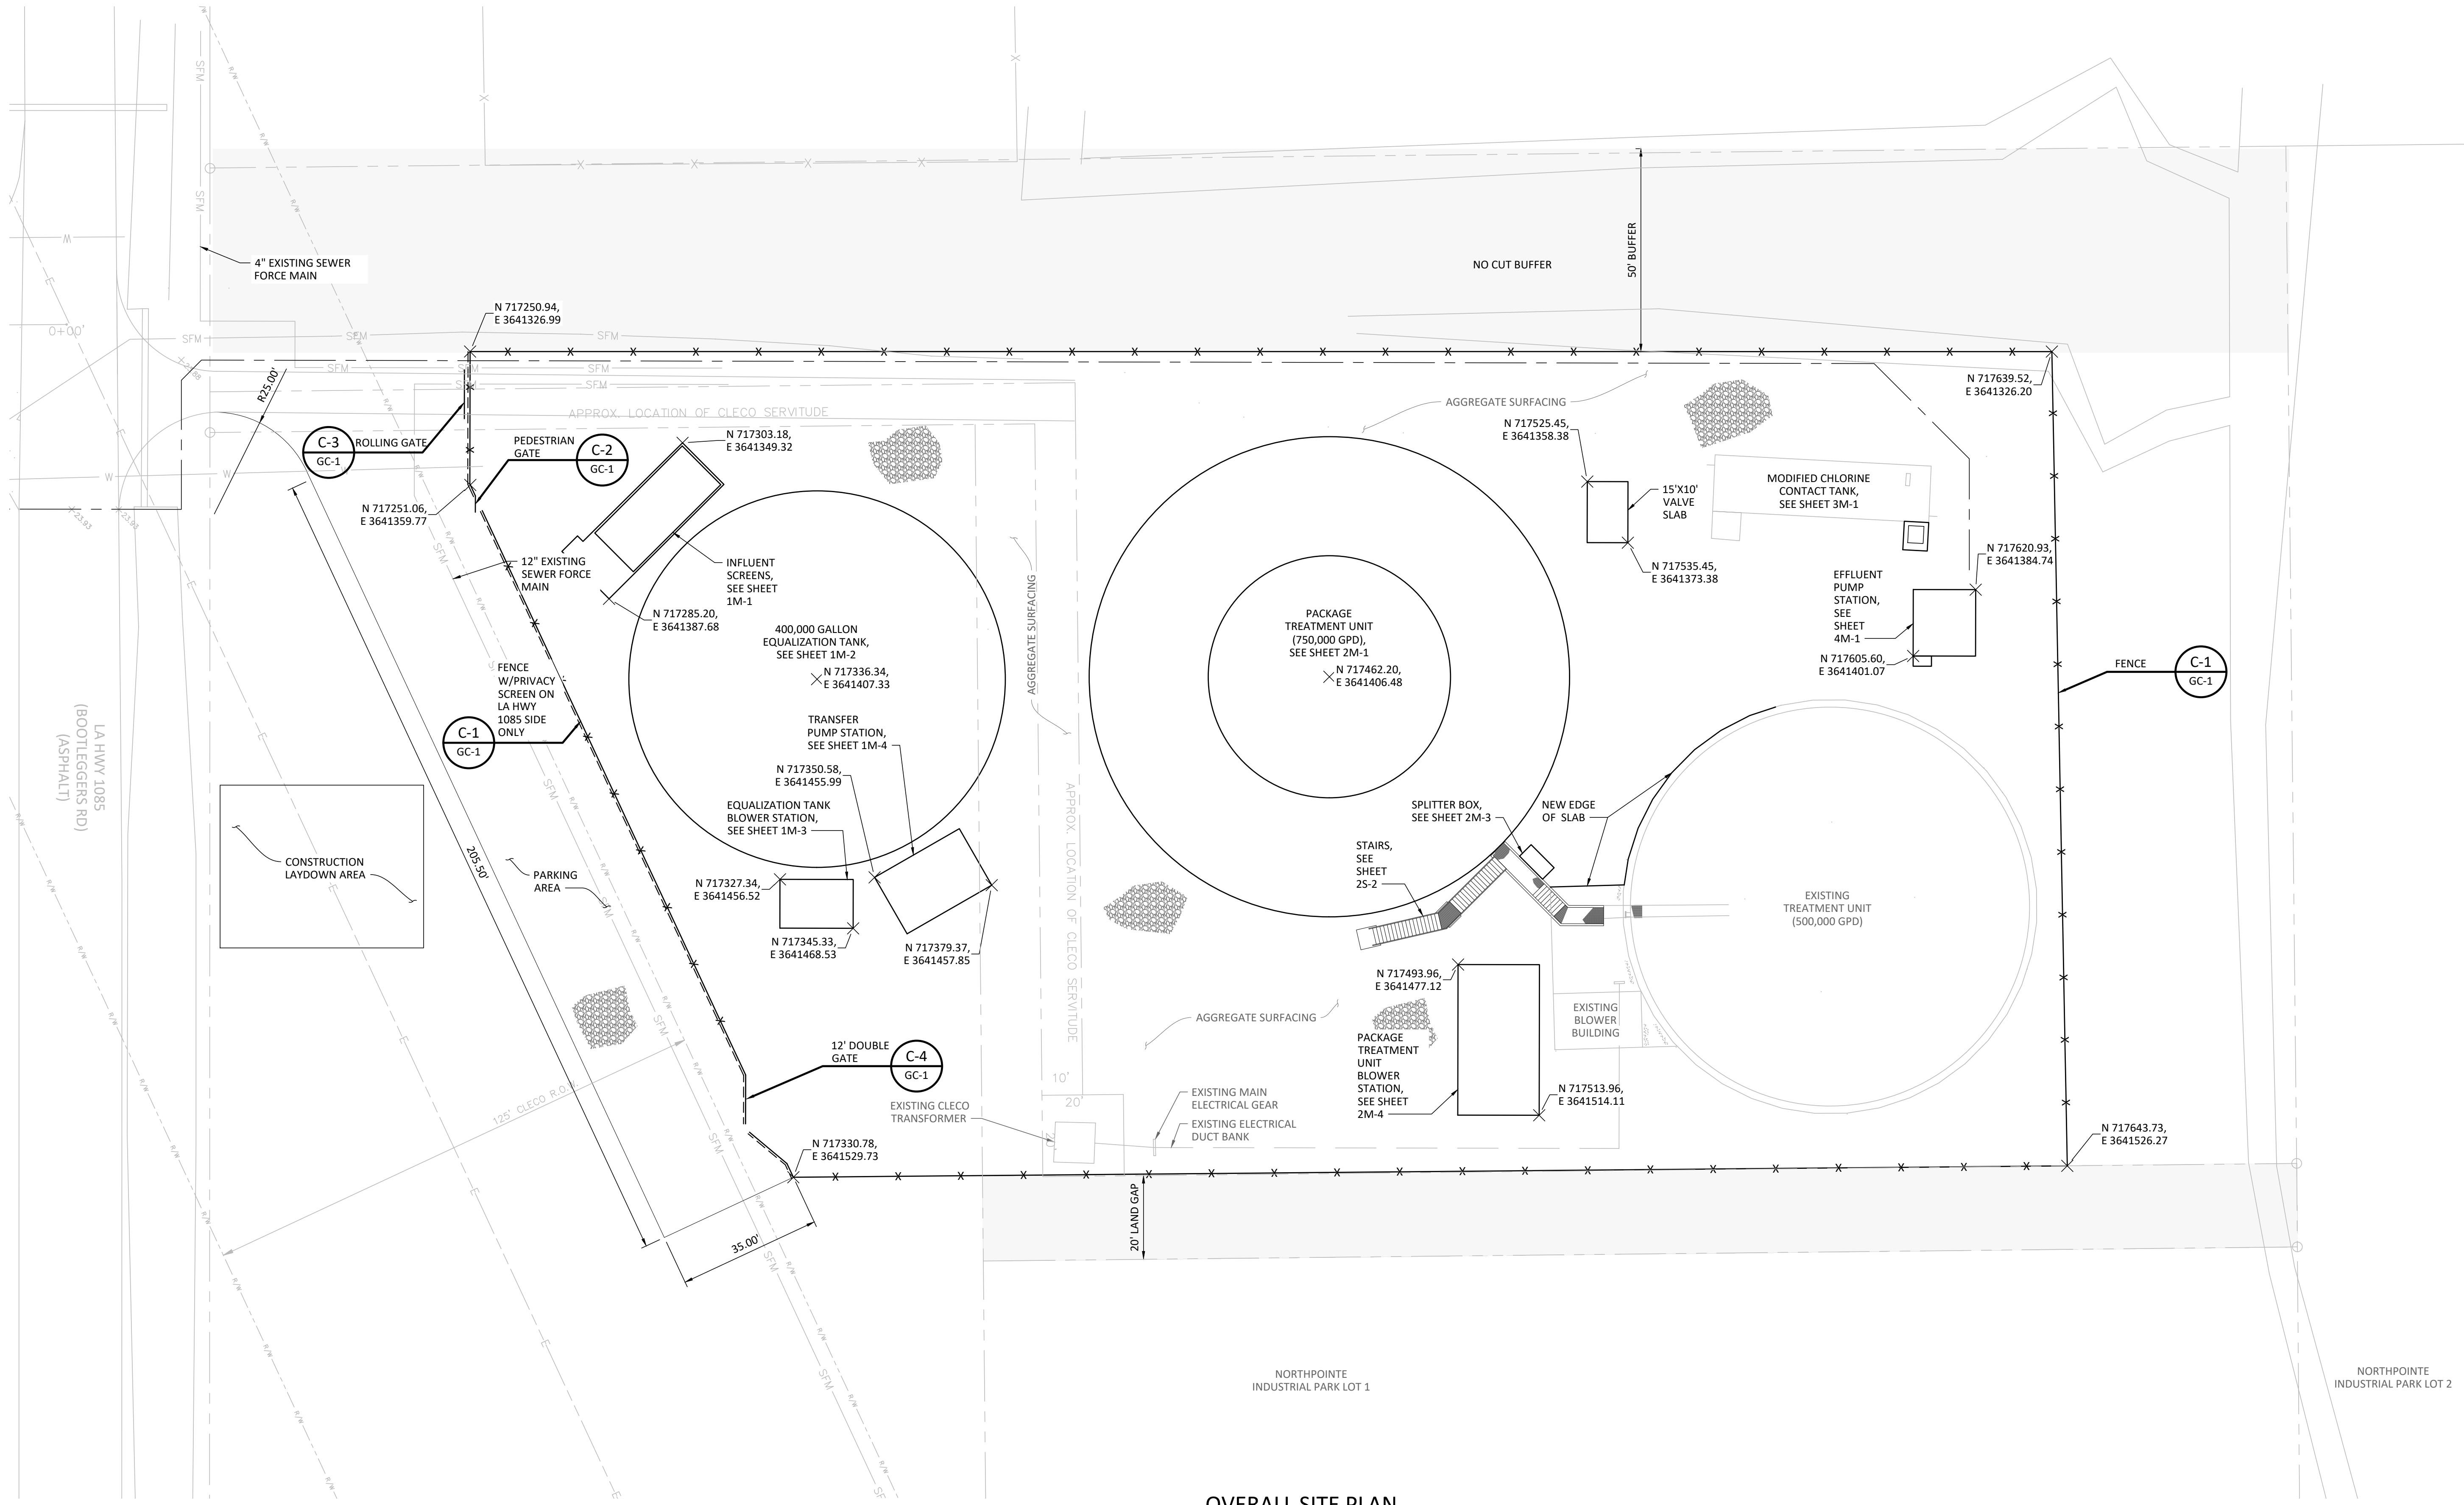 4" EXISTING SEWER
FORCE MAIN
NO CUT BUFFER
50' BUFFER
N 717250.94,
E 3641326.99
0+00'
SFM
SFM
SFM
SFM
SFM
SFM
SFM
SFM
R25.00'
APPROX. LOCATION OF CLECO SERVITUDE
C-3
GC-1
ROLLING GATE
PEDESTRIAN
GATE
C-2
GC-1
N 717303.18,
E 3641349.32
N 717251.06,
E 3641359.77
23.93
23.93
12" EXISTING
SEWER FORCE
MAIN
INFLUENT
SCREENS,
SEE SHEET
1M-1
N 717285.20,
E 3641387.68
400,000 GALLON
EQUALIZATION TANK,
SEE SHEET 1M-2
N 717336.34,
E 3641407.33
FENCE
W/PRIVACY
SCREEN ON
LA HWY
1085 SIDE
ONLY
C-1
GC-1
TRANSFER
PUMP STATION,
SEE SHEET 1M-4
N 717350.58,
E 3641455.99
EQUALIZATION TANK
BLOWER STATION,
SEE SHEET 1M-3
N 717327.34,
E 3641456.52
N 717345.33,
E 3641468.53
N 717379.37,
E 3641457.85
LA HWY 1085
(BOOTLEGGERS RD)
(ASPHALT)
CONSTRUCTION
LAYDOWN AREA
PARKING
AREA
205.50'
35.00'
125' CLECO R.O.W.
12' DOUBLE
GATE
C-4
GC-1
N 717330.78,
E 3641529.73
AGGREGATE SURFACING
APPROX. LOCATION OF CLECO SERVITUDE
10'
20'
EXISTING CLECO
TRANSFORMER
EXISTING MAIN
ELECTRICAL GEAR
EXISTING ELECTRICAL
DUCT BANK
20' LAND GAP
AGGREGATE SURFACING
AGGREGATE SURFACING
PACKAGE
TREATMENT UNIT
(750,000 GPD),
SEE SHEET 2M-1
N 717462.20,
E 3641406.48
N 717525.45,
E 3641358.38
15'X10'
VALVE
SLAB
N 717535.45,
E 3641373.38
MODIFIED CHLORINE
CONTACT TANK,
SEE SHEET 3M-1
N 717639.52,
E 3641326.20
N 717620.93,
E 3641384.74
EFFLUENT
PUMP
STATION,
SEE
SHEET
4M-1
N 717605.60,
E 3641401.07
FENCE
C-1
GC-1
SPLITTER BOX,
SEE SHEET 2M-3
NEW EDGE
OF SLAB
STAIRS,
SEE
SHEET
2S-2
EXISTING
TREATMENT UNIT
(500,000 GPD)
EXISTING
BLOWER
BUILDING
N 717493.96,
E 3641477.12
PACKAGE
TREATMENT
UNIT
BLOWER
STATION,
SEE SHEET
2M-4
N 717513.96,
E 3641514.11
N 717643.73,
E 3641526.27
NORTHPOINTE
INDUSTRIAL PARK LOT 1
NORTHPOINTE
INDUSTRIAL PARK LOT 2
OVERALL SITE PLAN